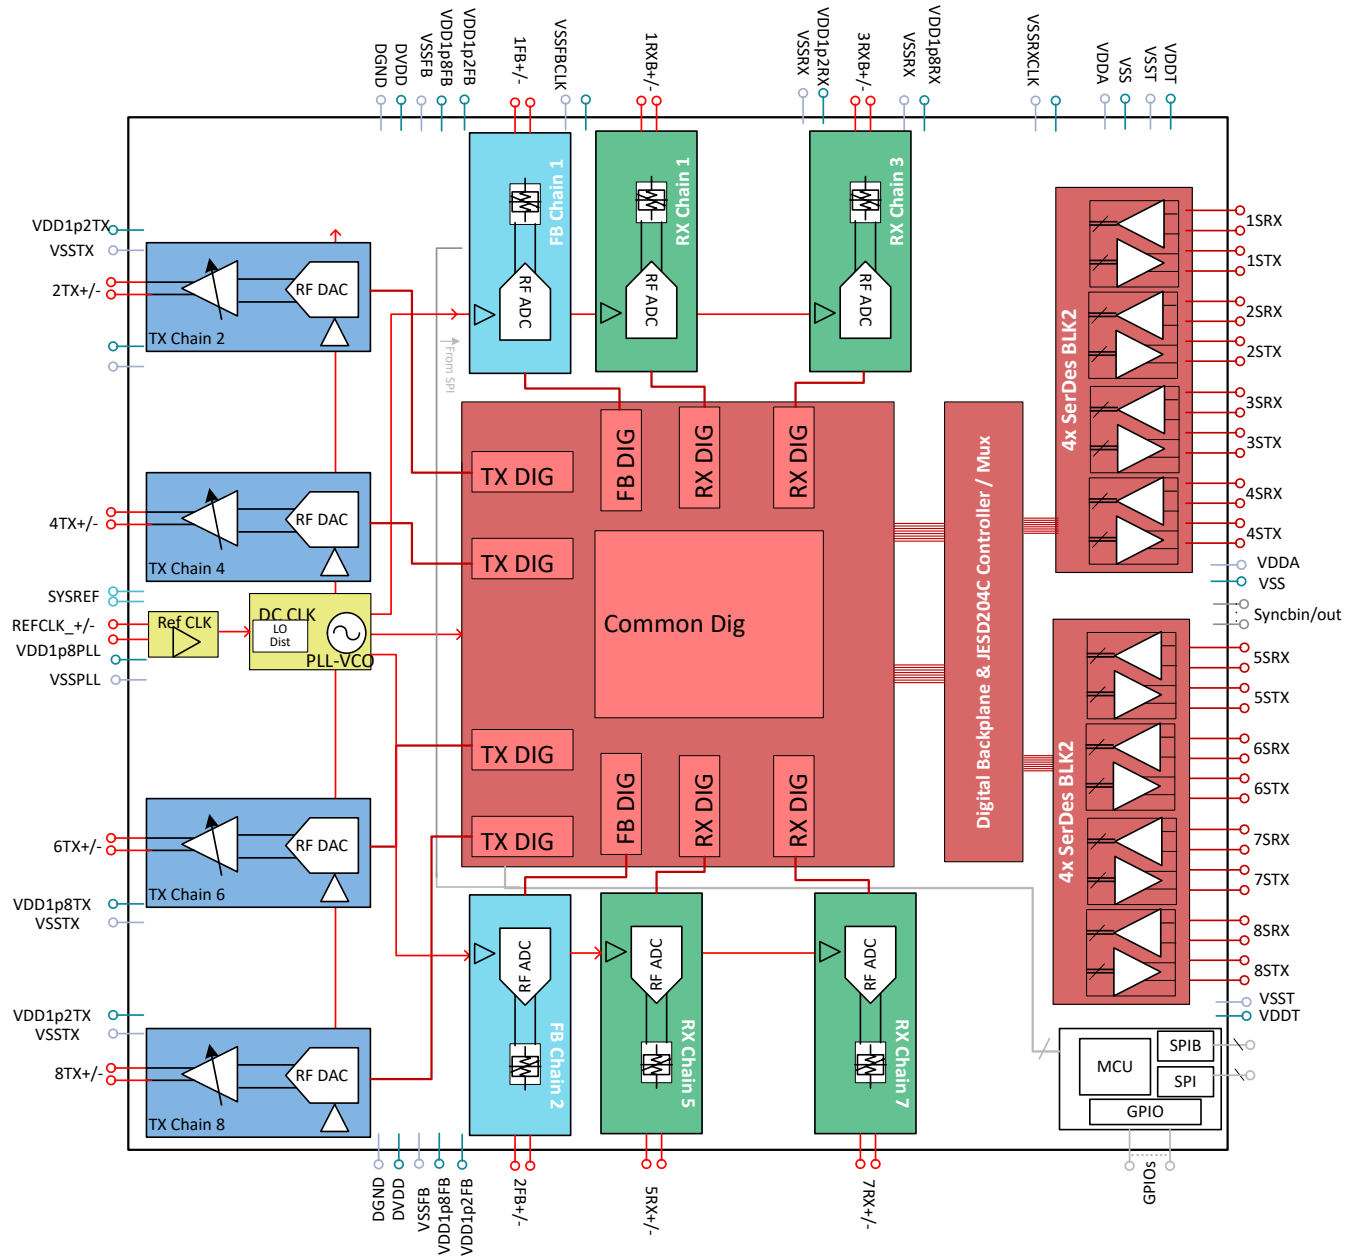 DGND
DVDD
VSSFB
VDD1p8FB
VDD1p2FB
1FB+/-
VSSFBCLK
1RXB+/-
VSSRX
VDD1p2RX
3RXB+/-
VSSRX
VDD1p8RX
VSSRXCLK
VDDA
VSS
VSST
VDDT
FB Chain 1
RF ADC
RX Chain 1
RF ADC
RX Chain 3
RF ADC
VDD1p2TX
VSSTX
2TX+/-
RF DAC
TX Chain 2
From SPI
4TX+/-
RF DAC
TX Chain 4
SYSREF
REFCLK_+/-
VDD1p8PLL
VSSPLL
Ref CLK
DC CLK
LO
Dist
PLL-VCO
6TX+/-
RF DAC
TX Chain 6
VDD1p8TX
VSSTX
VDD1p2TX
VSSTX
8TX+/-
RF DAC
TX Chain 8
TX DIG
TX DIG
TX DIG
TX DIG
FB DIG
RX DIG
RX DIG
Common Dig
FB DIG
RX DIG
RX DIG
Digital Backplane & JESD204C Controller / Mux
4x SerDes BLK2
1SRX
1STX
2SRX
2STX
3SRX
3STX
4SRX
4STX
VDDA
VSS
Syncbin/out
4x SerDes BLK2
5SRX
5STX
6SRX
6STX
7SRX
7STX
8SRX
8STX
VSST
VDDT
RF ADC
FB Chain 2
RF ADC
RX Chain 5
RF ADC
RX Chain 7
MCU
SPIB
SPI
GPIO
GPIOs
DGND
DVDD
VSSFB
VDD1p8FB
VDD1p2FB
2FB+/-
5RX+/-
7RX+/-